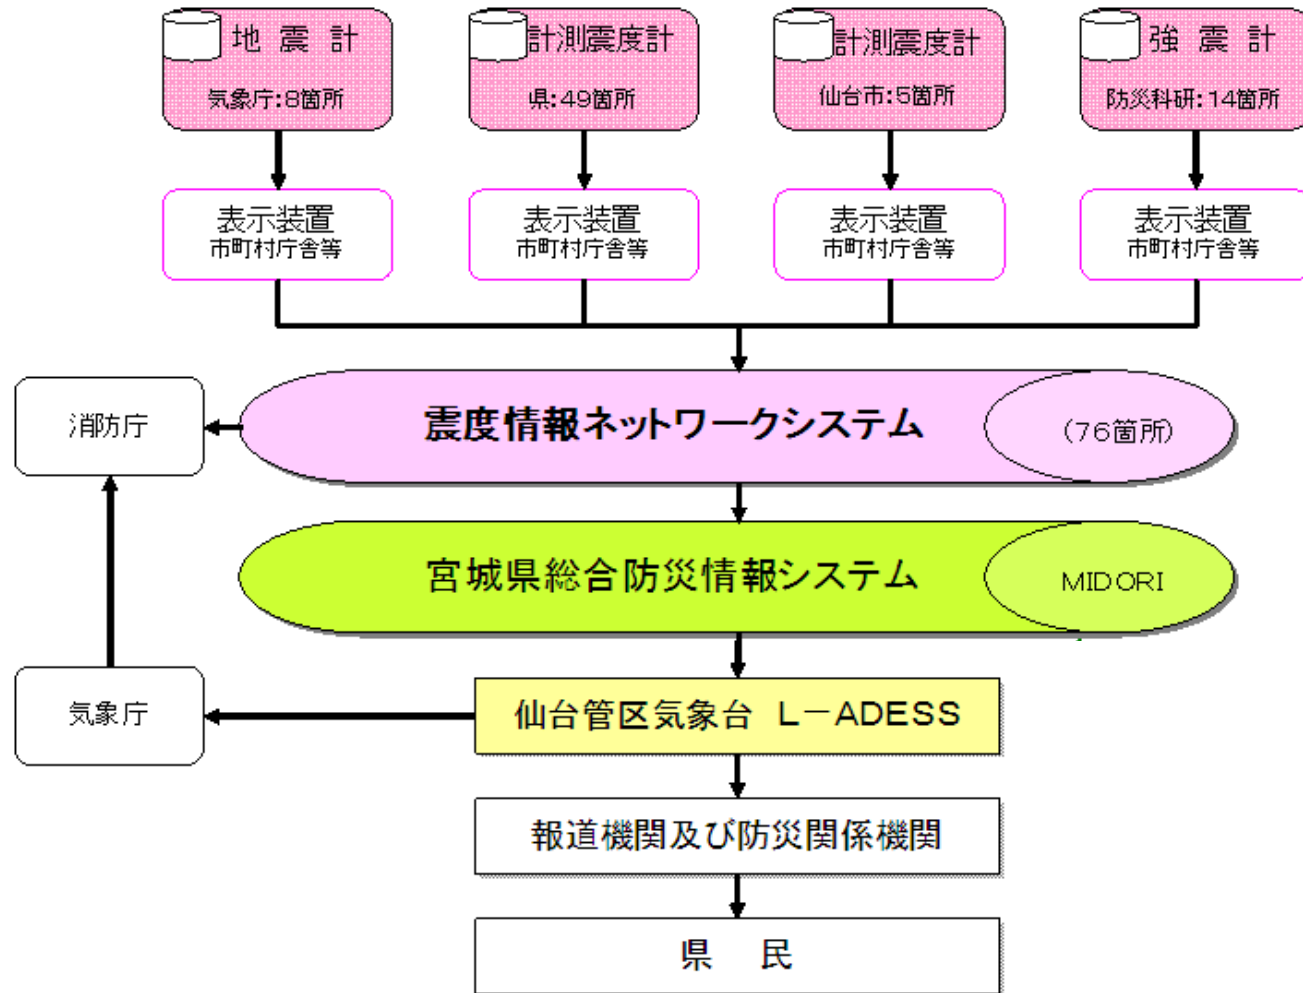 地 震 計
気象庁:8箇所
計測震度計
県:49箇所
計測震度計
仙台市:5箇所
強 震 計
防災科研:14箇所
表示装置
市町村庁舎等
表示装置
市町村庁舎等
表示装置
市町村庁舎等
表示装置
市町村庁舎等
消防庁
震度情報ネットワークシステム
(76箇所)
宮城県総合防災情報システム
MIDORI
気象庁
仙台管区気象台 L-ADESS
報道機関及び防災関係機関
県 民